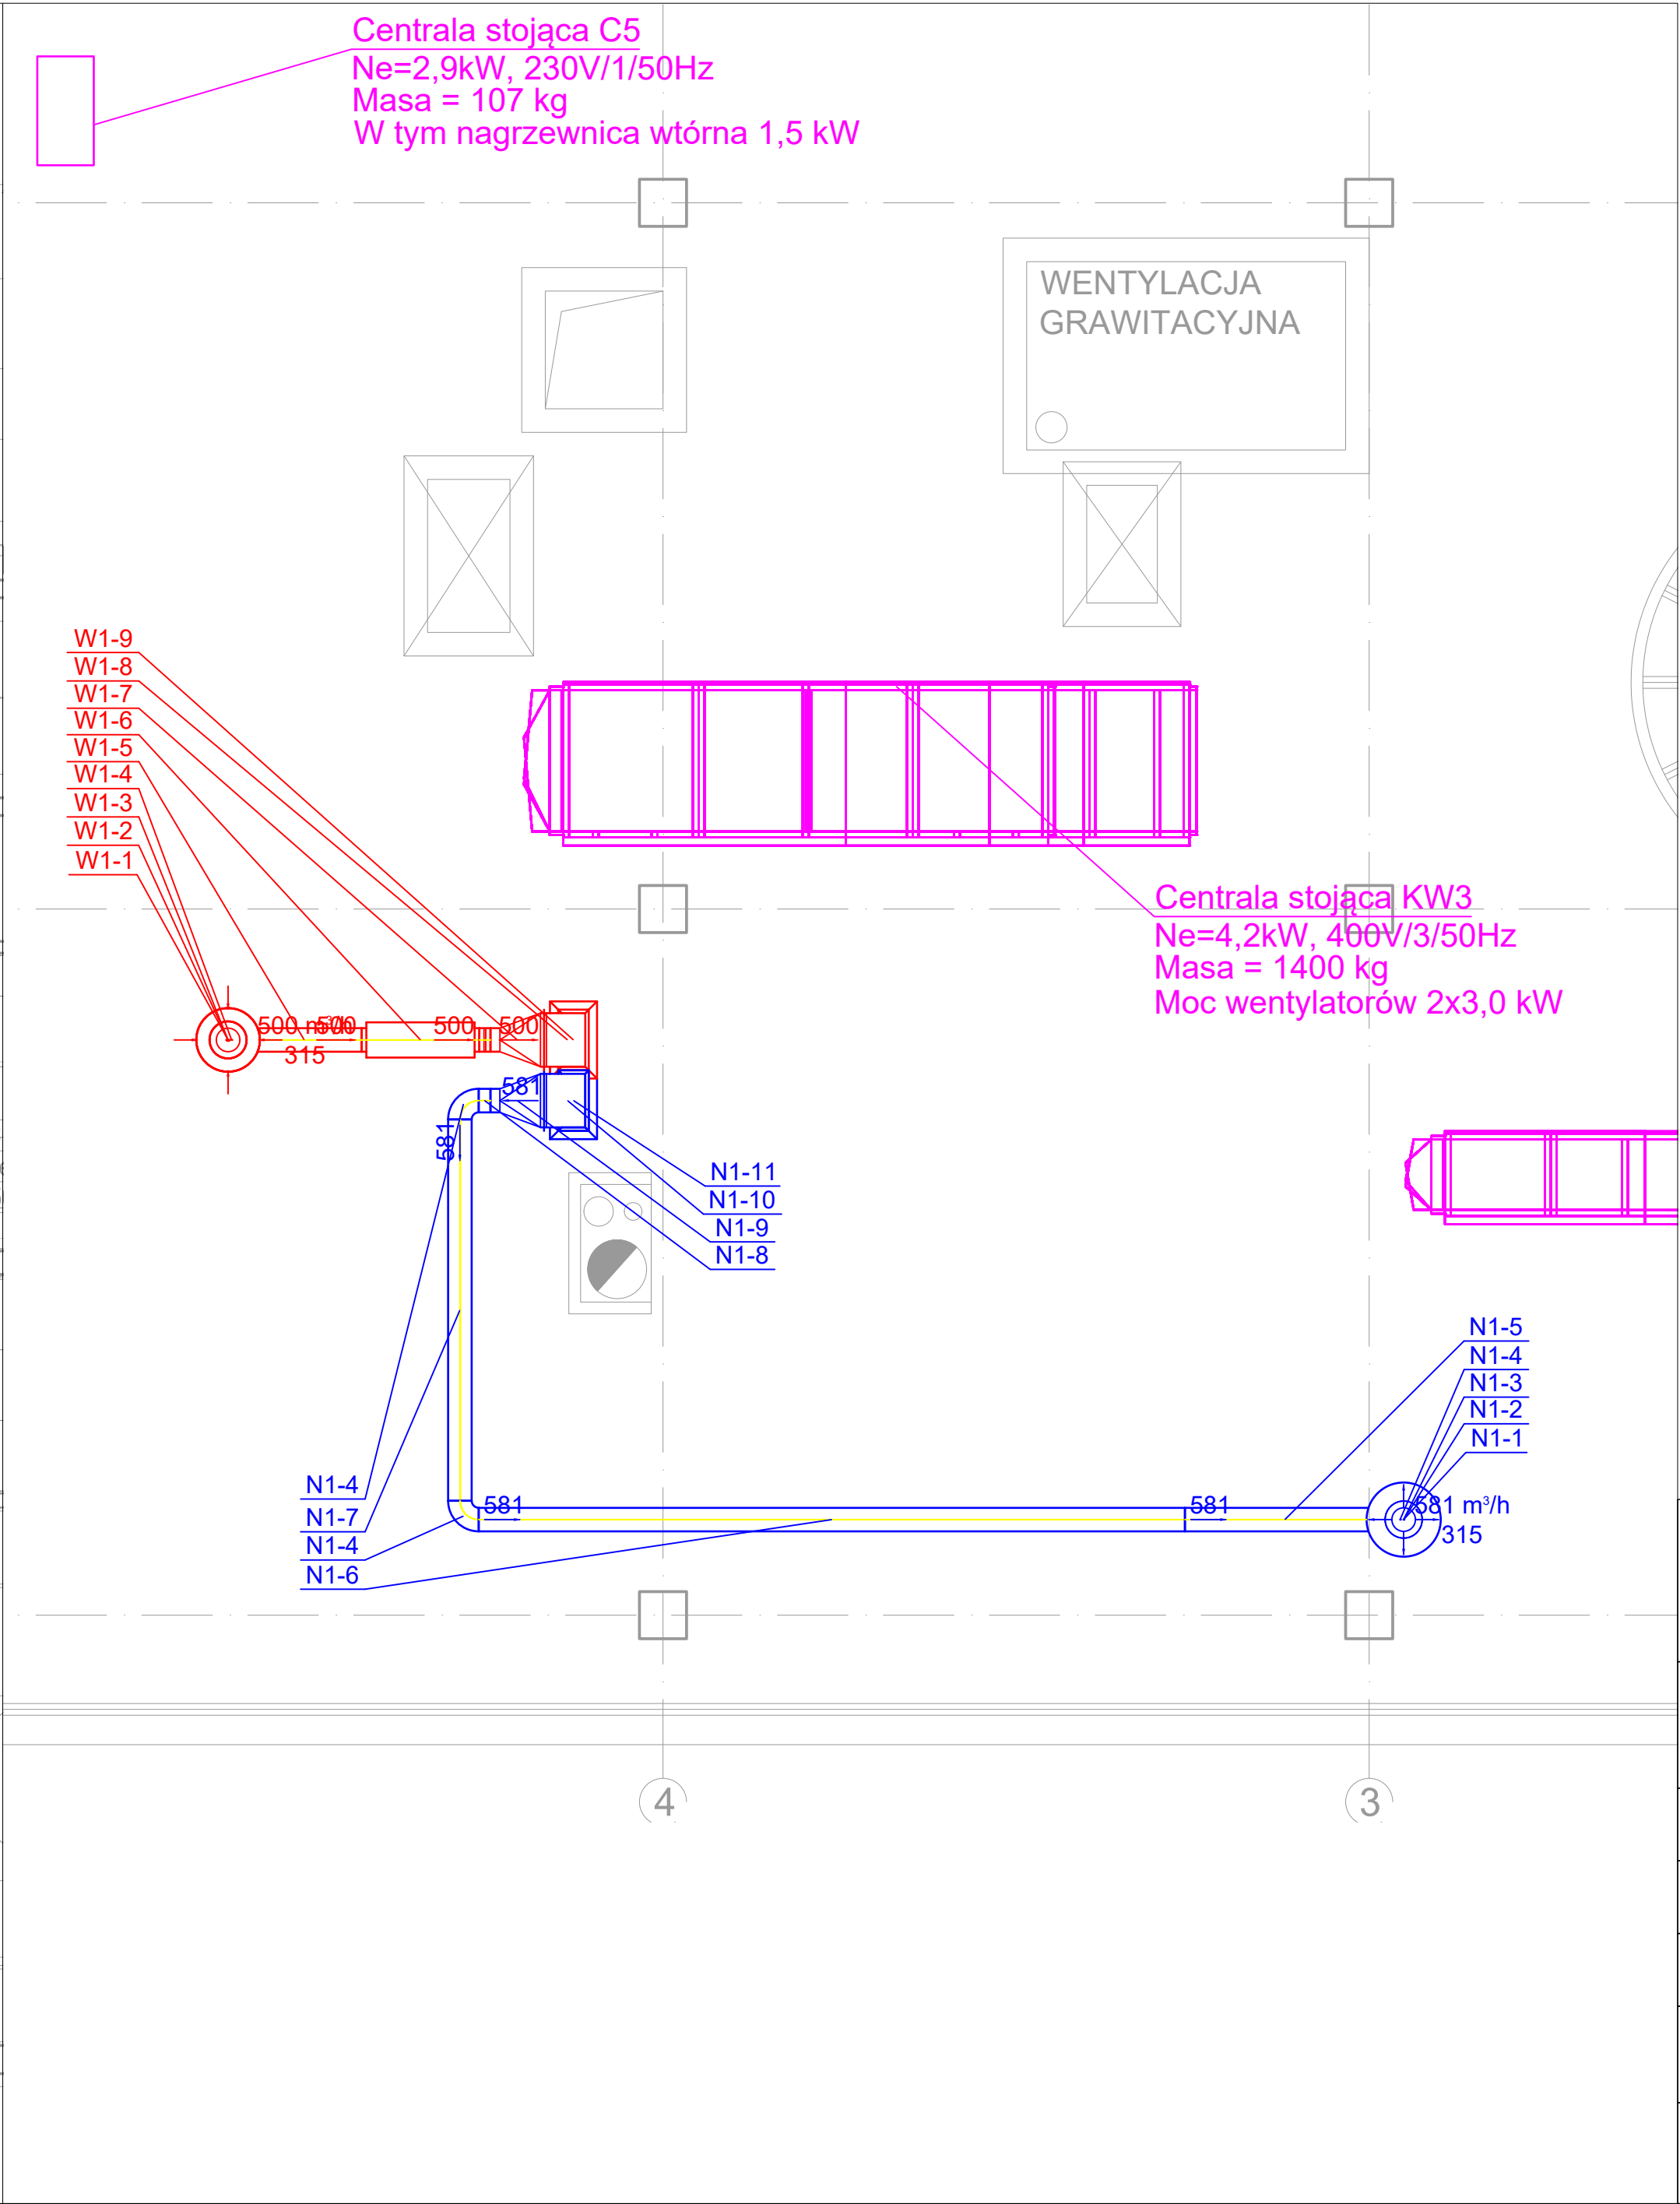 Centrala stojąca C5
Ne=2,9kW, 230V/1/50Hz
Masa = 107 kg
W tym nagrzewnica wtórna 1,5 kW
WENTYLACJA
GRAWITACYJNA
W1-9
W1-8
W1-7
W1-6
W1-5
W1-4
W1-3
W1-2
W1-1
Centrala stojąca KW3
Ne=4,2kW, 400V/3/50Hz
Masa = 1400 kg
Moc wentylatorów 2x3,0 kW
500 m³/h
500
500
500
315
581
581
N1-11
N1-10
N1-9
N1-8
N1-5
N1-4
N1-3
N1-2
N1-1
N1-4
N1-7
N1-4
N1-6
581
581
581 m³/h
315
4
3